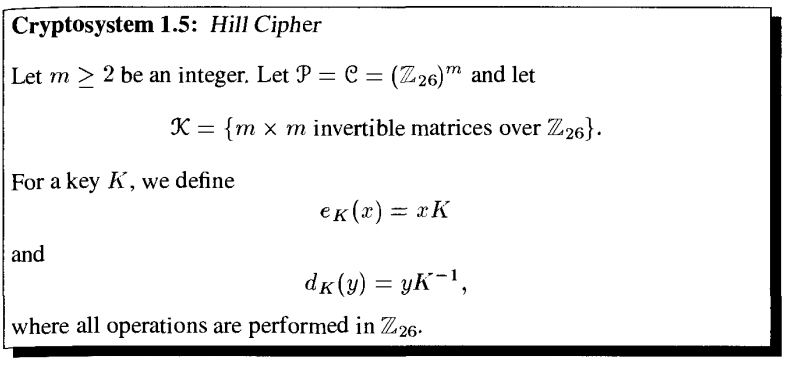 Cryptosystem 1.5: Hill Cipher
Let m ≥ 2 be an integer. Let 𝒫 = 𝒞 = (ℤ₂₆)ᵐ and let
𝒦 = {m × m invertible matrices over ℤ₂₆}.
For a key K, we define
e_K(x) = xK
and
d_K(y) = yK⁻¹,
where all operations are performed in ℤ₂₆.